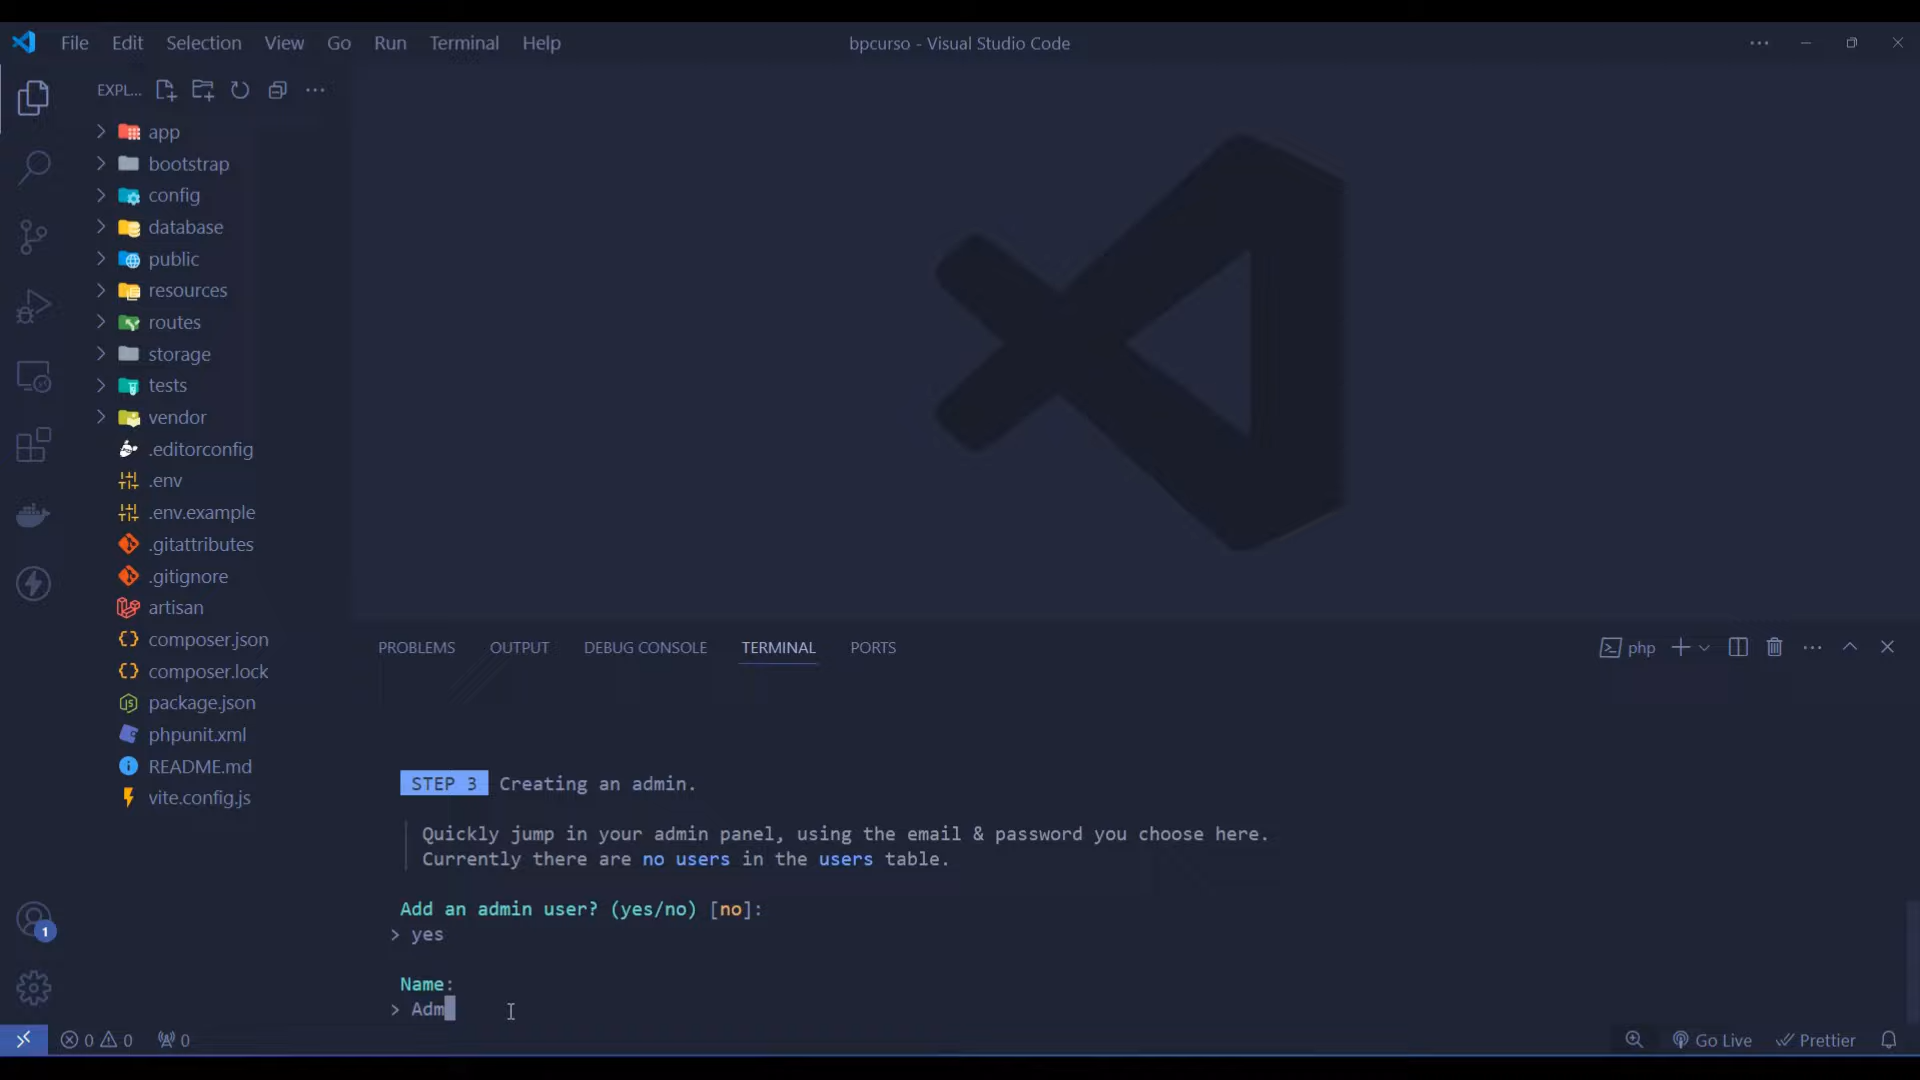 File Edit Selection View Go Run Terminal Help
bpcurso - Visual Studio Code
EXPL...
app
bootstrap
config
database
public
resources
routes
storage
tests
vendor
.editorconfig
.env
.env.example
.gitattributes
.gitignore
artisan
composer.json
composer.lock
package.json
phpunit.xml
README.md
vite.config.js
PROBLEMS OUTPUT DEBUG CONSOLE TERMINAL PORTS
php
STEP 3 Creating an admin.
Quickly jump in your admin panel, using the email & password you choose here.
Currently there are no users in the users table.
Add an admin user? (yes/no) [no]:
> yes
Name:
> Adm
1
0 0 0
Go Live Prettier